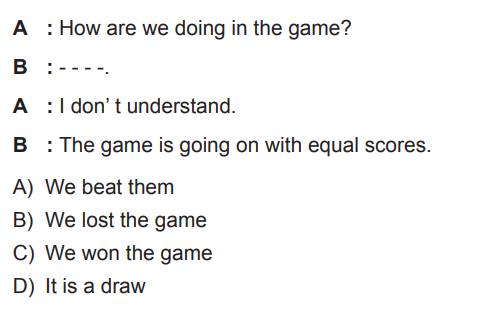 A : How are we doing in the game?
B : - - - -.
A : I don' t understand.
B : The game is going on with equal scores.
A) We beat them
B) We lost the game
C) We won the game
D) It is a draw